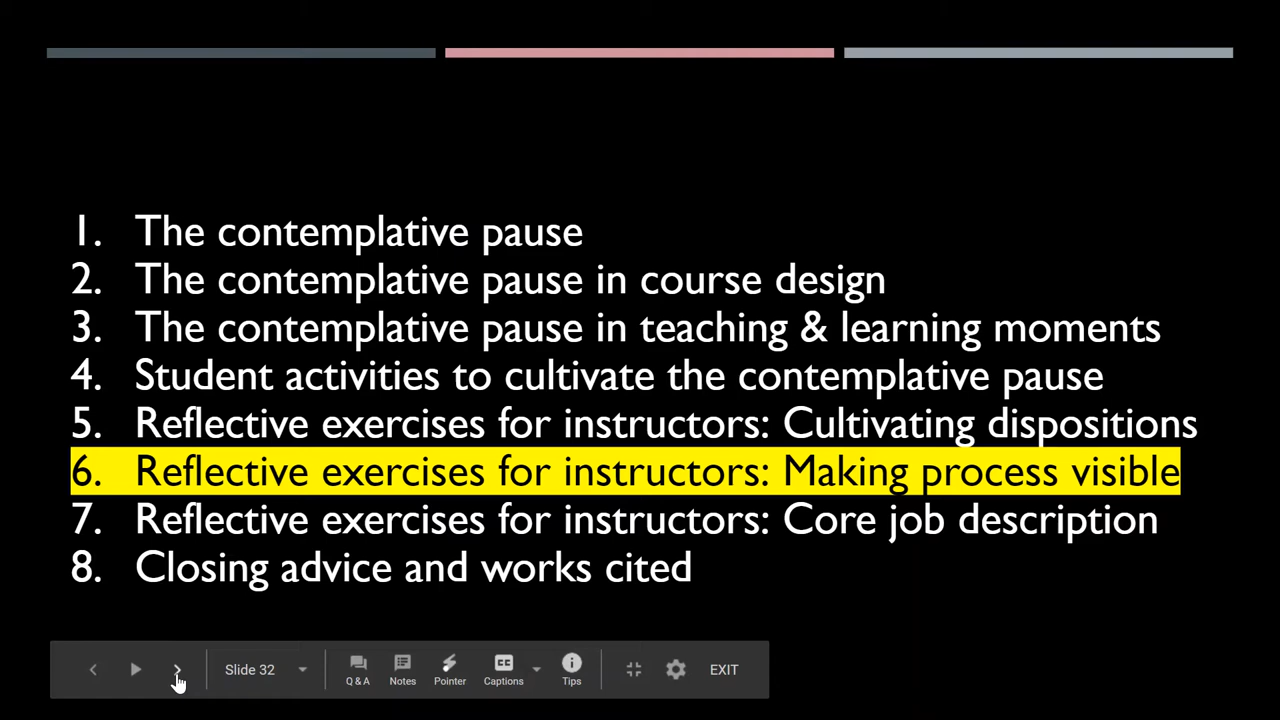 1. The contemplative pause
2. The contemplative pause in course design
3. The contemplative pause in teaching & learning moments
4. Student activities to cultivate the contemplative pause
5. Reflective exercises for instructors: Cultivating dispositions
6. Reflective exercises for instructors: Making process visible
7. Reflective exercises for instructors: Core job description
8. Closing advice and works cited
Slide 32 Q & A Notes Pointer CC Captions Tips EXIT